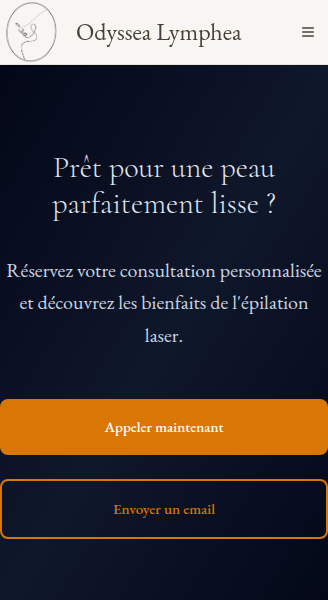 Odyssea Lymphea
Prêt pour une peau
parfaitement lisse ?
Réservez votre consultation personnalisée
et découvrez les bienfaits de l'épilation
laser.
Appeler maintenant
Envoyer un email